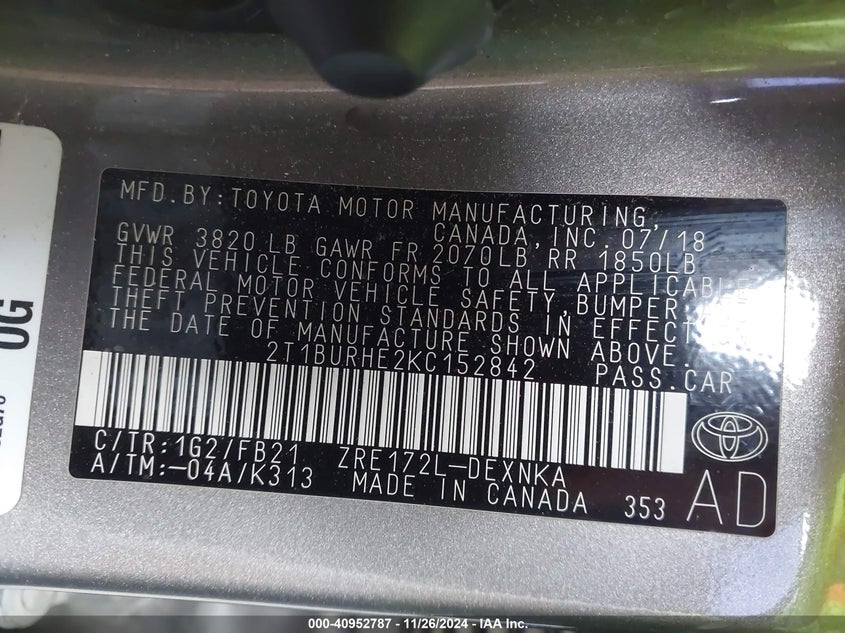 MFD.BY:TOYOTA MOTOR MANUFACTURING,
CANADA,INC.07/18
GVWR 3820 LB GAWR FR 2070LB RR 1850LB
THIS VEHICLE CONFORMS TO ALL APPLICABLE
FEDERAL MOTOR VEHICLE SAFETY,BUMPER,
THEFT PREVENTION STANDARDS IN EFFECT
THE DATE OF MANUFACTURE SHOWN ABOVE.
2T1BURHE2KC152842 PASS.CAR
C/TR:1G2/FB21 ZRE172L-DEXNKA
A/TM:-04A/K313 MADE IN CANADA 353
AD
0G
000-40952787 - 11/26/2024 - IAA Inc.